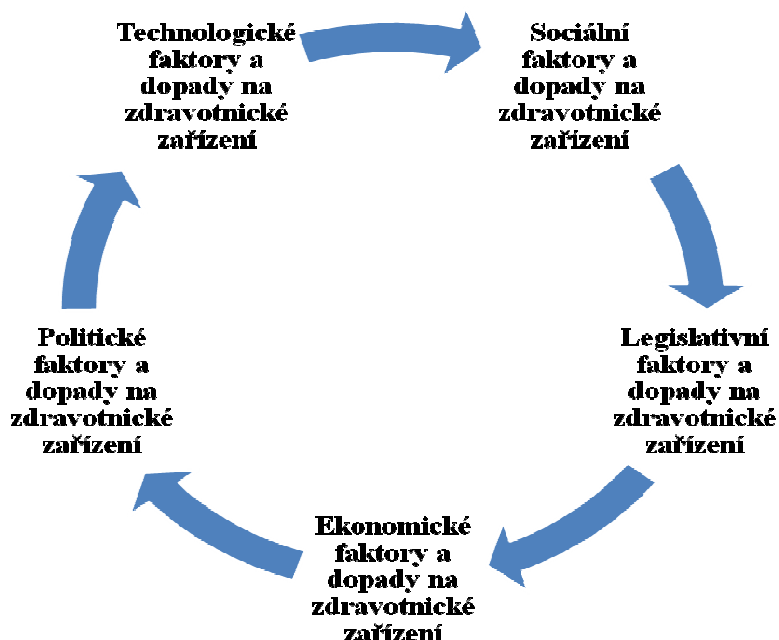 Technologické
faktory a
dopady na
zdravotnické
zařízení
Sociální
faktory a
dopady na
zdravotnické
zařízení
Legislativní
faktory a
dopady na
zdravotnické
zařízení
Ekonomické
faktory a
dopady na
zdravotnické
zařízení
Politické
faktory a
dopady na
zdravotnické
zařízení